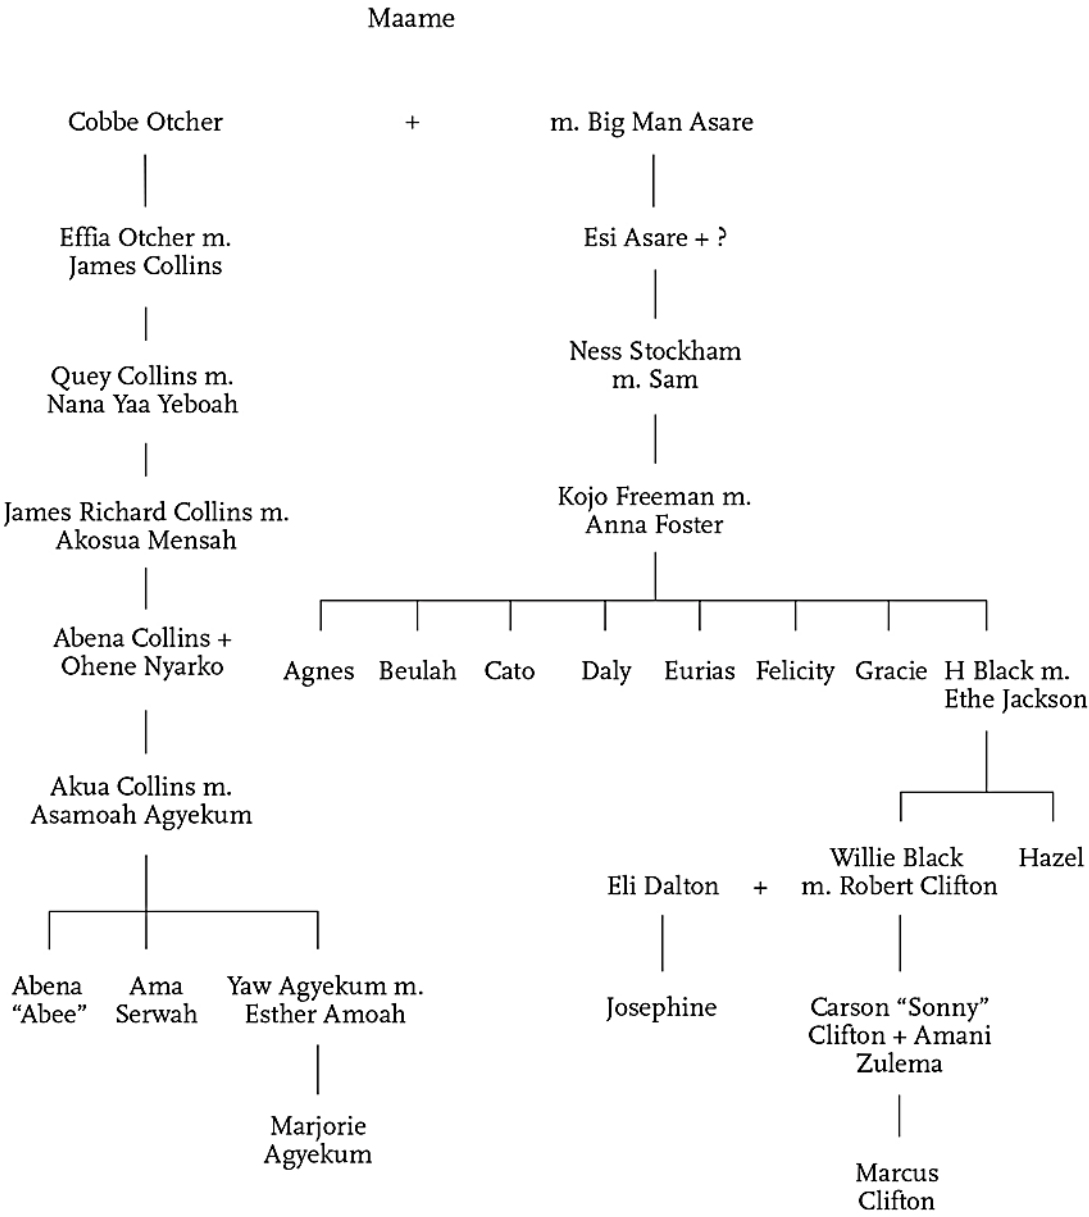 Maame
Cobbe Otcher + m. Big Man Asare
Effia Otcher m.
James Collins
Esi Asare + ?
Quey Collins m.
Nana Yaa Yeboah
Ness Stockham
m. Sam
James Richard Collins m.
Akosua Mensah
Kojo Freeman m.
Anna Foster
Abena Collins +
Ohene Nyarko
Agnes Beulah Cato Daly Eurias Felicity Gracie H Black m.
Ethe Jackson
Akua Collins m.
Asamoah Agyekum
Willie Black Hazel
Eli Dalton + m. Robert Clifton
Abena
"Abee"
Ama
Serwah
Yaw Agyekum m.
Esther Amoah
Josephine
Carson “Sonny”
Clifton + Amani
Zulema
Marjorie
Agyekum
Marcus
Clifton